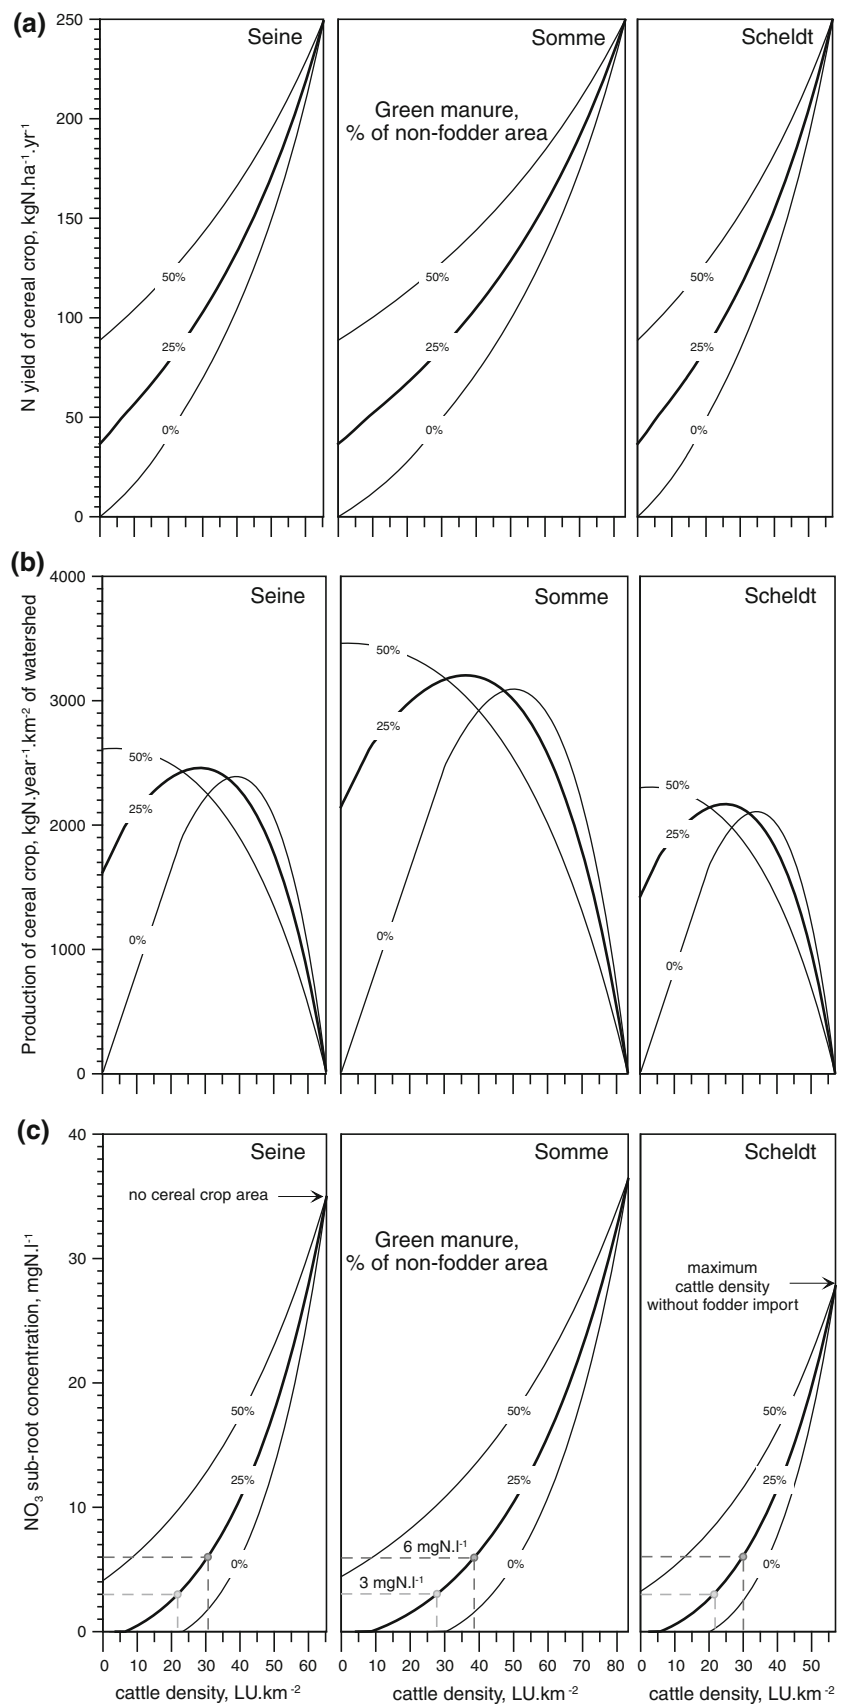 (a)
Seine
Somme
Scheldt
Green manure,
% of non-fodder area
N yield of cereal crop, kgN.ha-1.yr-1
250
200
150
100
50
0
50%
25%
0%
50%
25%
0%
50%
25%
0%
(b)
Seine
Somme
Scheldt
Production of cereal crop, kgN.year-1.km-2 of watershed
4000
3000
2000
1000
0
50%
25%
0%
50%
25%
0%
50%
25%
0%
(c)
Seine
Somme
Scheldt
no cereal crop area
Green manure,
% of non-fodder area
maximum
cattle density
without fodder import
NO3 sub-root concentration, mgN.l-1
40
30
20
10
0
50%
25%
0%
50%
25%
0%
6 mgN.l-1
3 mgN.l-1
50%
25%
0%
0 10 20 30 40 50 60
0 10 20 30 40 50 60 70 80
0 10 20 30 40 50
cattle density, LU.km-2
cattle density, LU.km-2
cattle density, LU.km-2